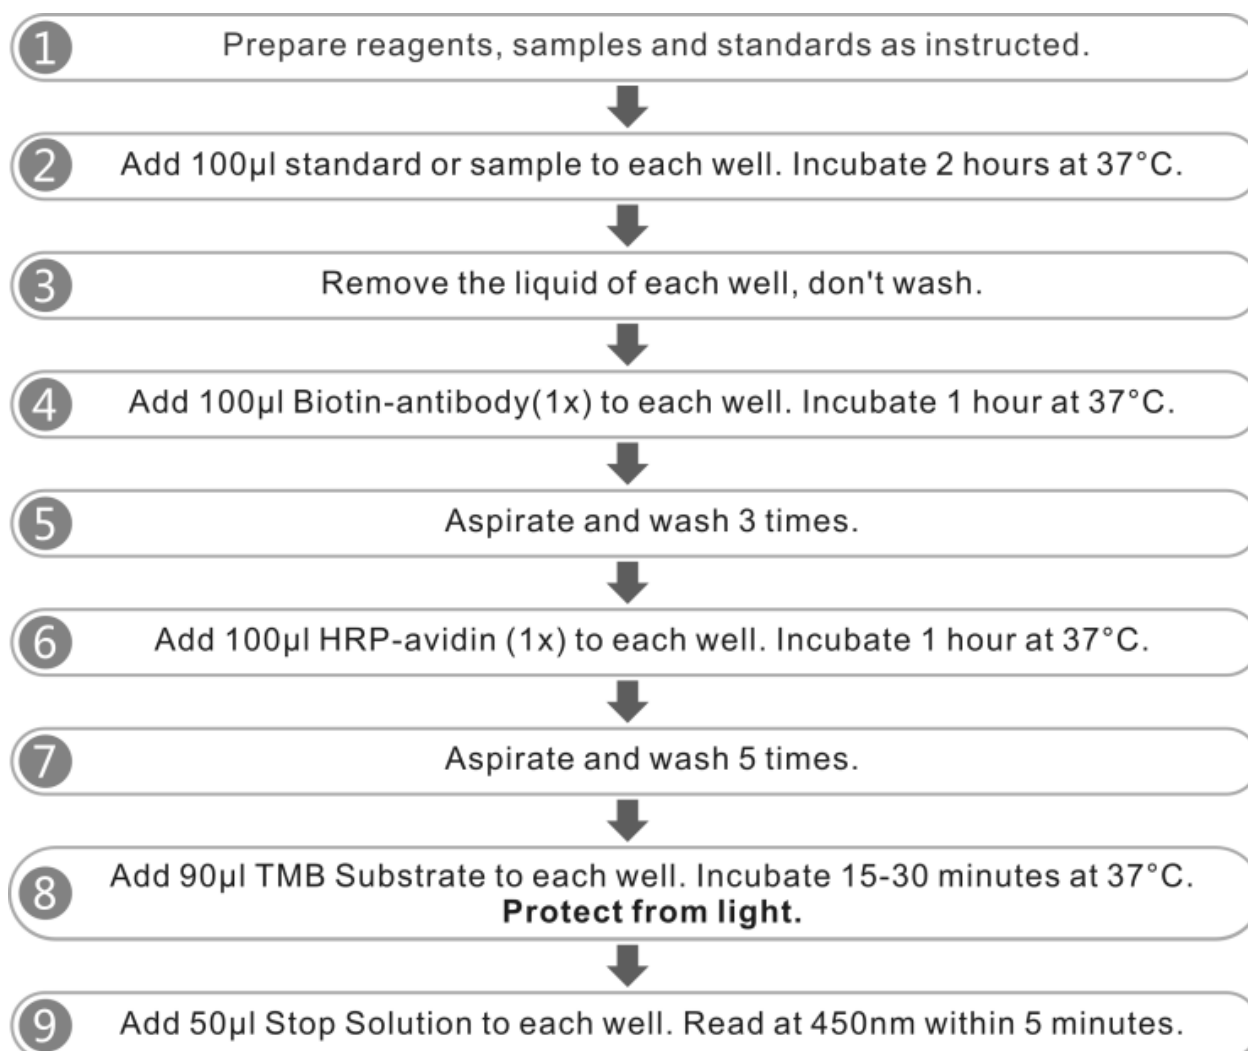 1
Prepare reagents, samples and standards as instructed.
2
Add 100μl standard or sample to each well. Incubate 2 hours at 37°C.
3
Remove the liquid of each well, don't wash.
4
Add 100μl Biotin-antibody(1x) to each well. Incubate 1 hour at 37°C.
5
Aspirate and wash 3 times.
6
Add 100μl HRP-avidin (1x) to each well. Incubate 1 hour at 37°C.
7
Aspirate and wash 5 times.
8
Add 90μl TMB Substrate to each well. Incubate 15-30 minutes at 37°C.
Protect from light.
9
Add 50μl Stop Solution to each well. Read at 450nm within 5 minutes.